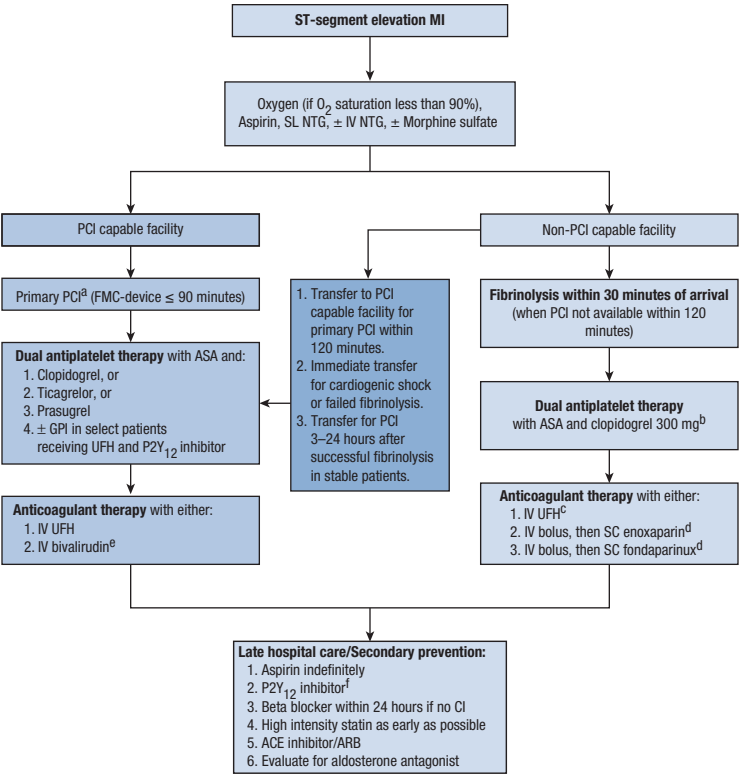 ST-segment elevation MI
Oxygen (if O2 saturation less than 90%),
Aspirin, SL NTG, ± IV NTG, ± Morphine sulfate
PCI capable facility
Non-PCI capable facility
Primary PCIa (FMC-device ≤ 90 minutes)
1. Transfer to PCI
capable facility for
primary PCI within
120 minutes.
2. Immediate transfer
for cardiogenic shock
or failed fibrinolysis.
3. Transfer for PCI
3–24 hours after
successful fibrinolysis
in stable patients.
Fibrinolysis within 30 minutes of arrival
(when PCI not available within 120
minutes)
Dual antiplatelet therapy with ASA and:
1. Clopidogrel, or
2. Ticagrelor, or
3. Prasugrel
4. ± GPI in select patients
receiving UFH and P2Y12 inhibitor
Dual antiplatelet therapy
with ASA and clopidogrel 300 mgb
Anticoagulant therapy with either:
1. IV UFH
2. IV bivalirudine
Anticoagulant therapy with either:
1. IV UFHc
2. IV bolus, then SC enoxaparind
3. IV bolus, then SC fondaparinuxd
Late hospital care/Secondary prevention:
1. Aspirin indefinitely
2. P2Y12 inhibitorf
3. Beta blocker within 24 hours if no CI
4. High intensity statin as early as possible
5. ACE inhibitor/ARB
6. Evaluate for aldosterone antagonist